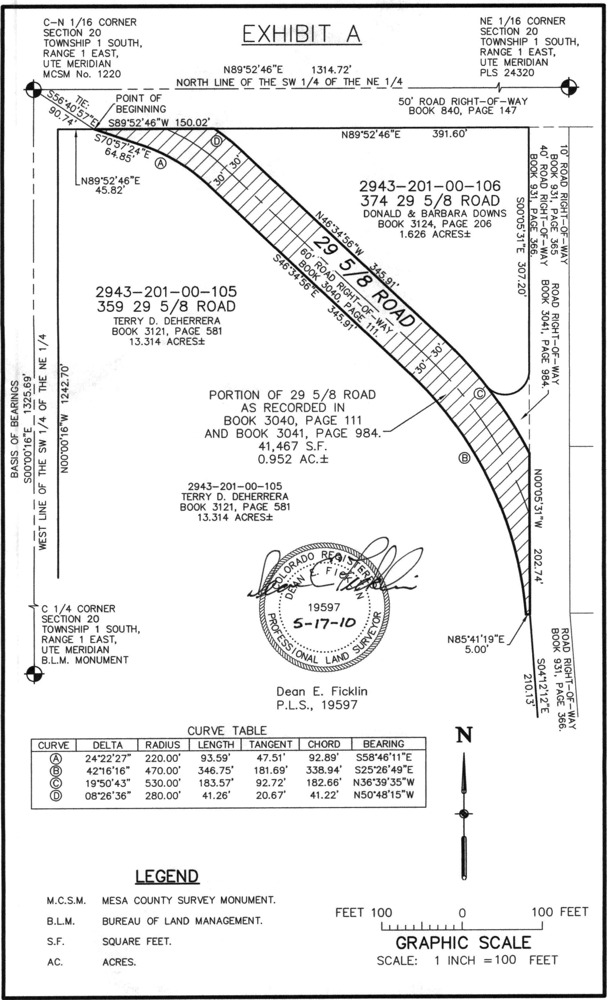 C-N 1/16 CORNER
SECTION 20
TOWNSHIP 1 SOUTH,
RANGE 1 EAST,
UTE MERIDIAN
MCSM No. 1220
EXHIBIT A
NE 1/16 CORNER
SECTION 20
TOWNSHIP 1 SOUTH,
RANGE 1 EAST,
UTE MERIDIAN
PLS 24320
N89°52'46"E 1314.72'
NORTH LINE OF THE SW 1/4 OF THE NE 1/4
50' ROAD RIGHT-OF-WAY
BOOK 840, PAGE 147
TIE:
S56°40'57"E
90.74'
POINT OF
BEGINNING
S89°52'46"W 150.02'
N89°52'46"E 391.60'
S70°57'24"E
64.85'
Ⓐ
Ⓓ
30'
30'
N89°52'46"E
45.82'
2943-201-00-106
374 29 5/8 ROAD
DONALD & BARBARA DOWNS
BOOK 3124, PAGE 206
1.626 ACRES±
S00°05'31"E 307.20'
10' ROAD RIGHT-OF-WAY
BOOK 931, PAGE 365
40' ROAD RIGHT-OF-WAY
BOOK 931, PAGE 366.
ROAD RIGHT-OF-WAY
BOOK 3041, PAGE 984.
N46°34'56"W 345.91'
29 5/8 ROAD
60' ROAD RIGHT-OF-WAY
BOOK 3040, PAGE 111.
S46°34'56"E 345.91'
2943-201-00-105
359 29 5/8 ROAD
TERRY D. DEHERRERA
BOOK 3121, PAGE 581
13.314 ACRES±
30'
30'
Ⓒ
BASIS OF BEARINGS
S00°00'16"E 1325.69'
WEST LINE OF THE SW 1/4 OF THE NE 1/4
N00°00'16"W 1242.70'
PORTION OF 29 5/8 ROAD
AS RECORDED IN
BOOK 3040, PAGE 111
AND BOOK 3041, PAGE 984.
41,467 S.F.
0.952 AC.±
Ⓑ
2943-201-00-105
TERRY D. DEHERRERA
BOOK 3121, PAGE 581
13.314 ACRES±
N00°05'31"W 202.74'
COLORADO REGISTERED
DEAN E. FICKLIN
19597
5-17-10
PROFESSIONAL LAND SURVEYOR
C 1/4 CORNER
SECTION 20
TOWNSHIP 1 SOUTH,
RANGE 1 EAST,
UTE MERIDIAN
B.L.M. MONUMENT
N85°41'19"E
5.00'
ROAD RIGHT-OF-WAY
BOOK 931, PAGE 366.
S04°12'12"E
210.13'
Dean E. Ficklin
P.L.S., 19597
CURVE TABLE
CURVE DELTA RADIUS LENGTH TANGENT CHORD BEARING
Ⓐ 24°22'27" 220.00' 93.59' 47.51' 92.89' S58°46'11"E
Ⓑ 42°16'16" 470.00' 346.75' 181.69' 338.94' S25°26'49"E
Ⓒ 19°50'43" 530.00' 183.57' 92.72' 182.66' N36°39'35"W
Ⓓ 08°26'36" 280.00' 41.26' 20.67' 41.22' N50°48'15"W
N
LEGEND
M.C.S.M. MESA COUNTY SURVEY MONUMENT.
B.L.M. BUREAU OF LAND MANAGEMENT.
S.F. SQUARE FEET.
AC. ACRES.
FEET 100 0 100 FEET
GRAPHIC SCALE
SCALE: 1 INCH =100 FEET